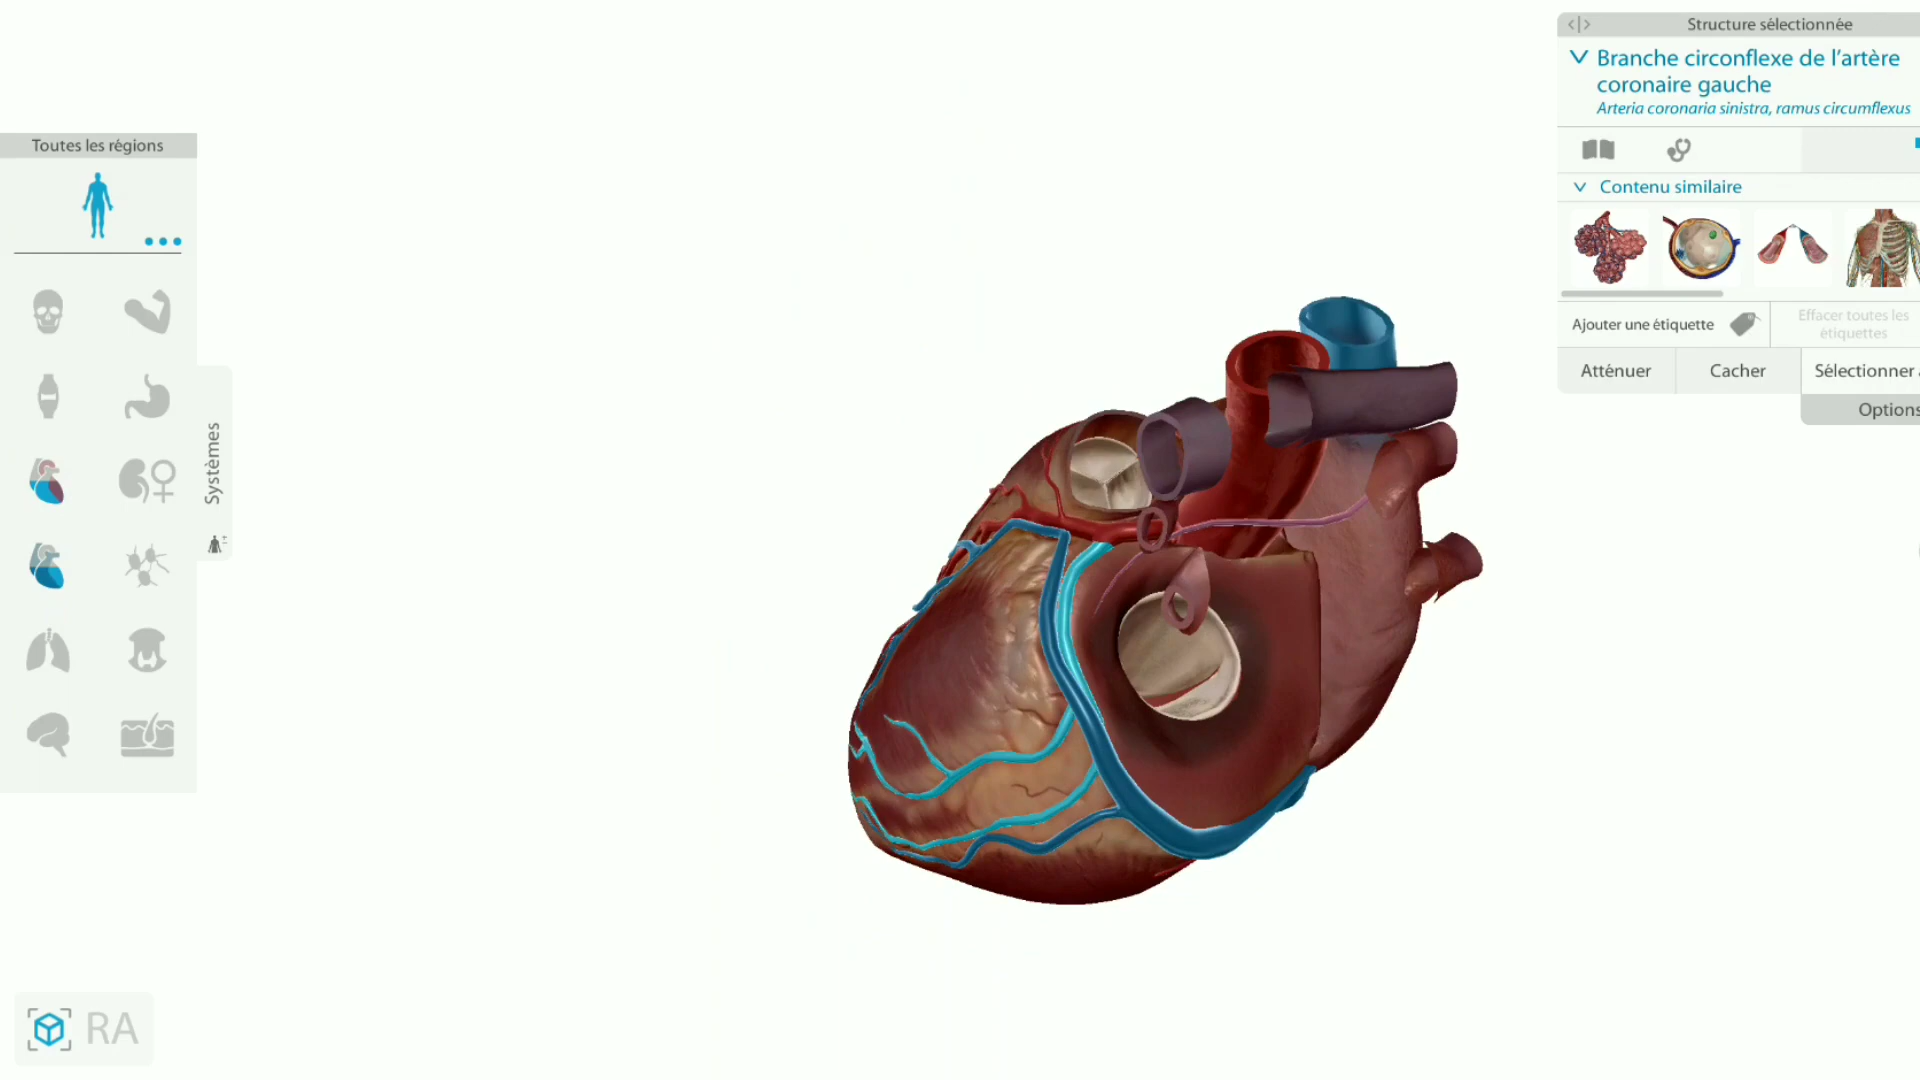 Structure sélectionnée
Branche circonflexe de l'artère
coronaire gauche
Arteria coronaria sinistra, ramus circumflexus
Toutes les régions
Contenu similaire
Ajouter une étiquette
Effacer toutes les
étiquettes
Atténuer
Cacher
Sélectionner
Options
Systèmes
RA